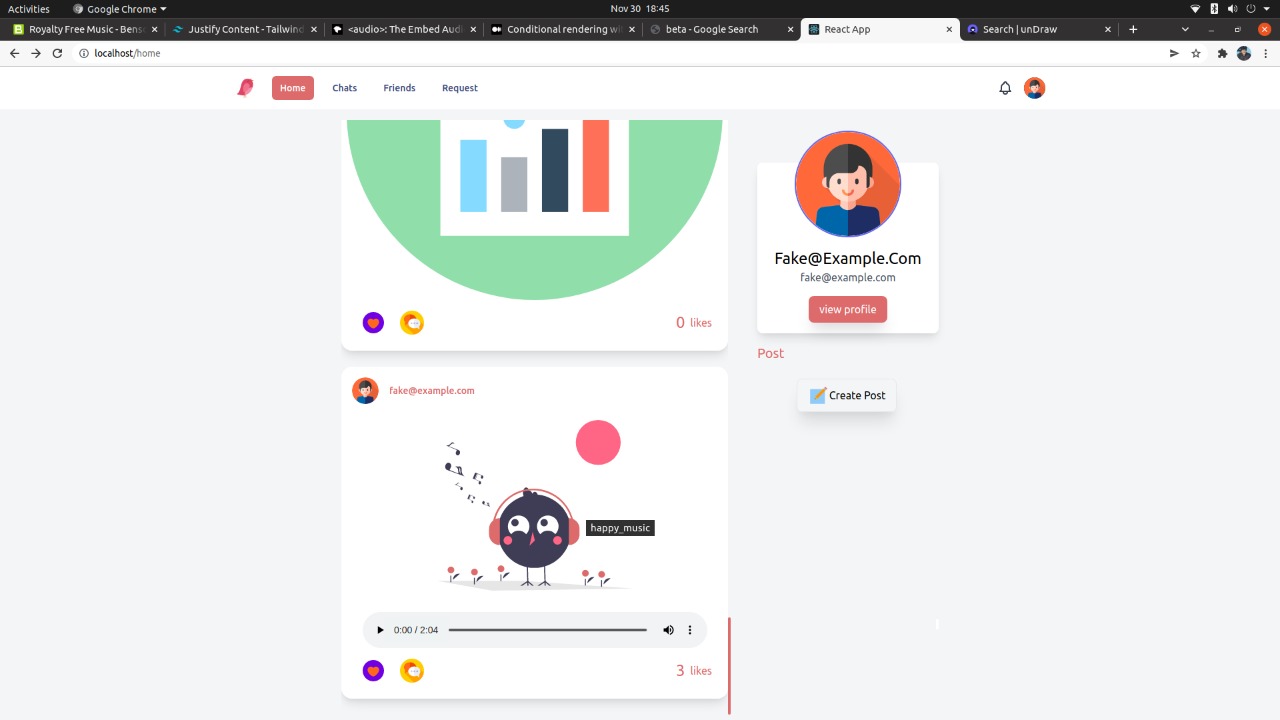 Activities
Google Chrome
Nov 30 18:45
Royalty Free Music - Bens
Justify Content - Tailwind
<audio>: The Embed Aud
Conditional rendering wi
beta - Google Search
React App
Search | unDraw
localhost/home
Home
Chats
Friends
Request
0 likes
Fake@Example.Com
fake@example.com
view profile
Post
Create Post
fake@example.com
happy_music
0:00 / 2:04
3 likes